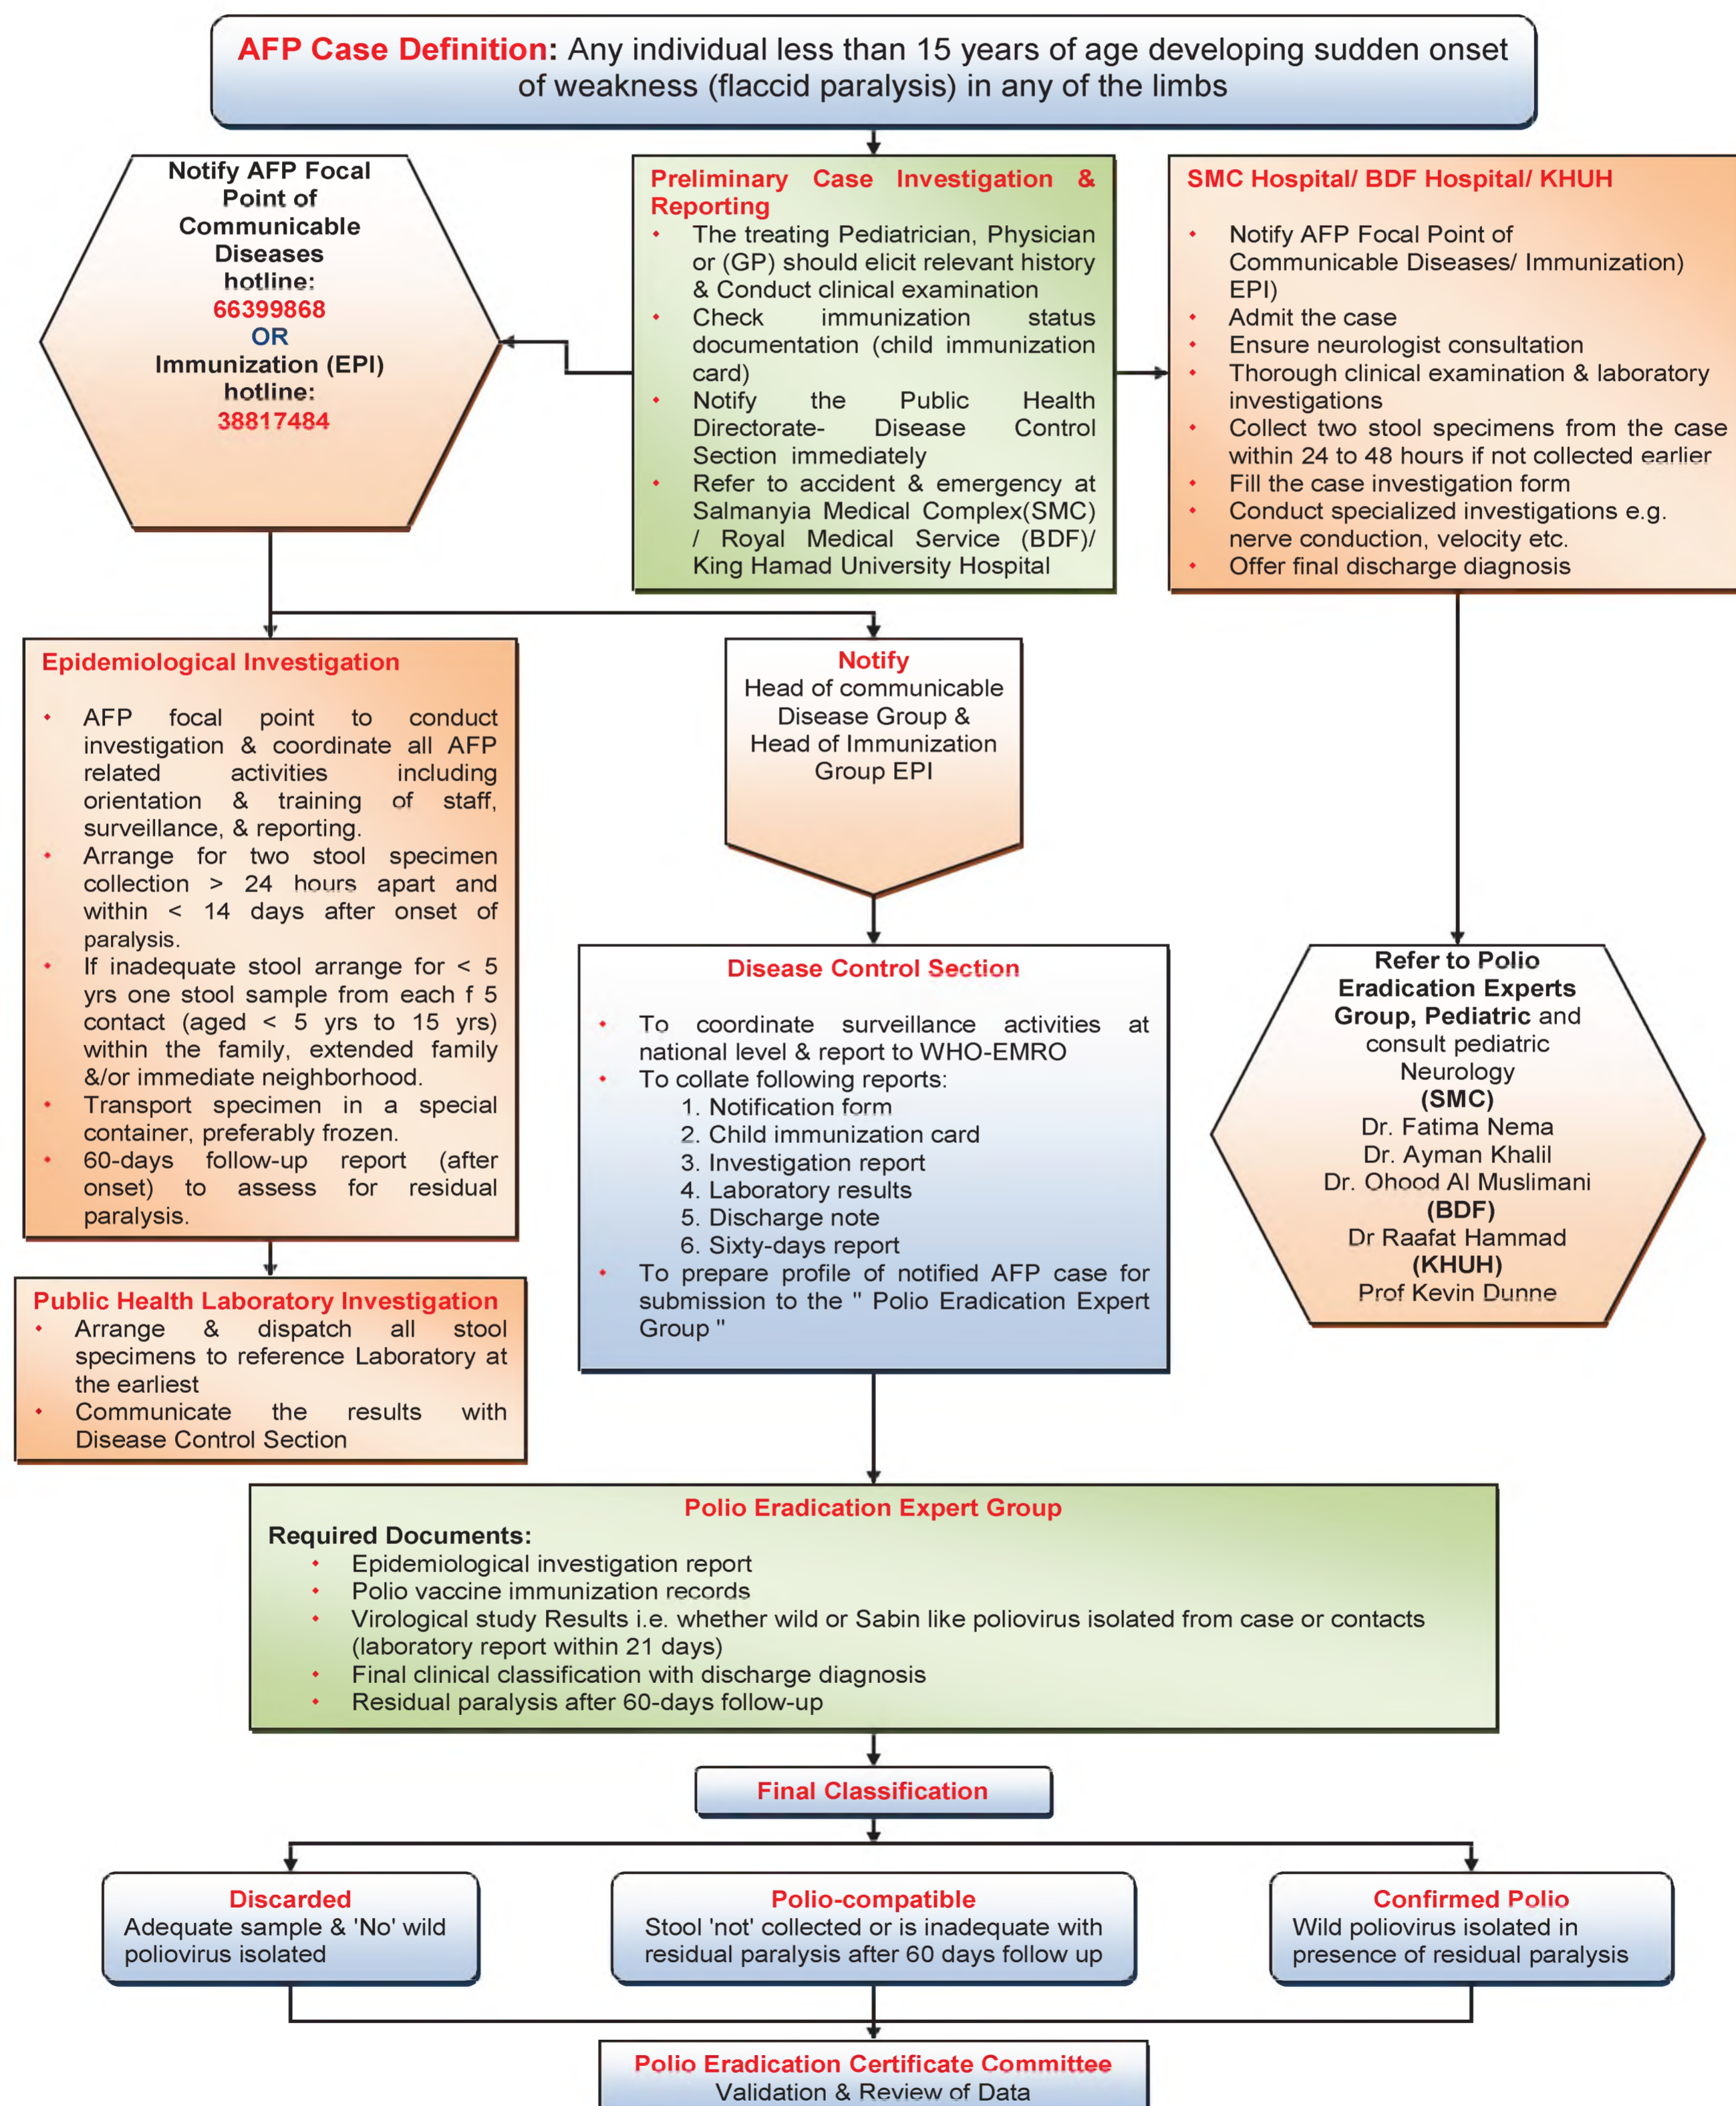 AFP Case Definition: Any individual less than 15 years of age developing sudden onset
of weakness (flaccid paralysis) in any of the limbs
Notify AFP Focal
Point of
Communicable
Diseases
hotline:
66399868
OR
Immunization (EPI)
hotline:
38817484
Preliminary Case Investigation &
Reporting
• The treating Pediatrician, Physician
or (GP) should elicit relevant history
& Conduct clinical examination
• Check immunization status
documentation (child immunization
card)
• Notify the Public Health
Directorate- Disease Control
Section immediately
• Refer to accident & emergency at
Salmanyia Medical Complex(SMC)
/ Royal Medical Service (BDF)/
King Hamad University Hospital
SMC Hospital/ BDF Hospital/ KHUH
• Notify AFP Focal Point of
Communicable Diseases/ Immunization)
EPI)
• Admit the case
• Ensure neurologist consultation
• Thorough clinical examination & laboratory
investigations
• Collect two stool specimens from the case
within 24 to 48 hours if not collected earlier
• Fill the case investigation form
• Conduct specialized investigations e.g.
nerve conduction, velocity etc.
• Offer final discharge diagnosis
Epidemiological Investigation
• AFP focal point to conduct
investigation & coordinate all AFP
related activities including
orientation & training of staff,
surveillance, & reporting.
• Arrange for two stool specimen
collection > 24 hours apart and
within < 14 days after onset of
paralysis.
• If inadequate stool arrange for < 5
yrs one stool sample from each f 5
contact (aged < 5 yrs to 15 yrs)
within the family, extended family
&/or immediate neighborhood.
• Transport specimen in a special
container, preferably frozen.
• 60-days follow-up report (after
onset) to assess for residual
paralysis.
Notify
Head of communicable
Disease Group &
Head of Immunization
Group EPI
Disease Control Section
• To coordinate surveillance activities at
national level & report to WHO-EMRO
• To collate following reports:
1. Notification form
2. Child immunization card
3. Investigation report
4. Laboratory results
5. Discharge note
6. Sixty-days report
• To prepare profile of notified AFP case for
submission to the " Polio Eradication Expert
Group "
Refer to Polio
Eradication Experts
Group, Pediatric and
consult pediatric
Neurology
(SMC)
Dr. Fatima Nema
Dr. Ayman Khalil
Dr. Ohood Al Muslimani
(BDF)
Dr Raafat Hammad
(KHUH)
Prof Kevin Dunne
Public Health Laboratory Investigation
• Arrange & dispatch all stool
specimens to reference Laboratory at
the earliest
• Communicate the results with
Disease Control Section
Polio Eradication Expert Group
Required Documents:
• Epidemiological investigation report
• Polio vaccine immunization records
• Virological study Results i.e. whether wild or Sabin like poliovirus isolated from case or contacts
(laboratory report within 21 days)
• Final clinical classification with discharge diagnosis
• Residual paralysis after 60-days follow-up
Final Classification
Discarded
Adequate sample & 'No' wild
poliovirus isolated
Polio-compatible
Stool 'not' collected or is inadequate with
residual paralysis after 60 days follow up
Confirmed Polio
Wild poliovirus isolated in
presence of residual paralysis
Polio Eradication Certificate Committee
Validation & Review of Data